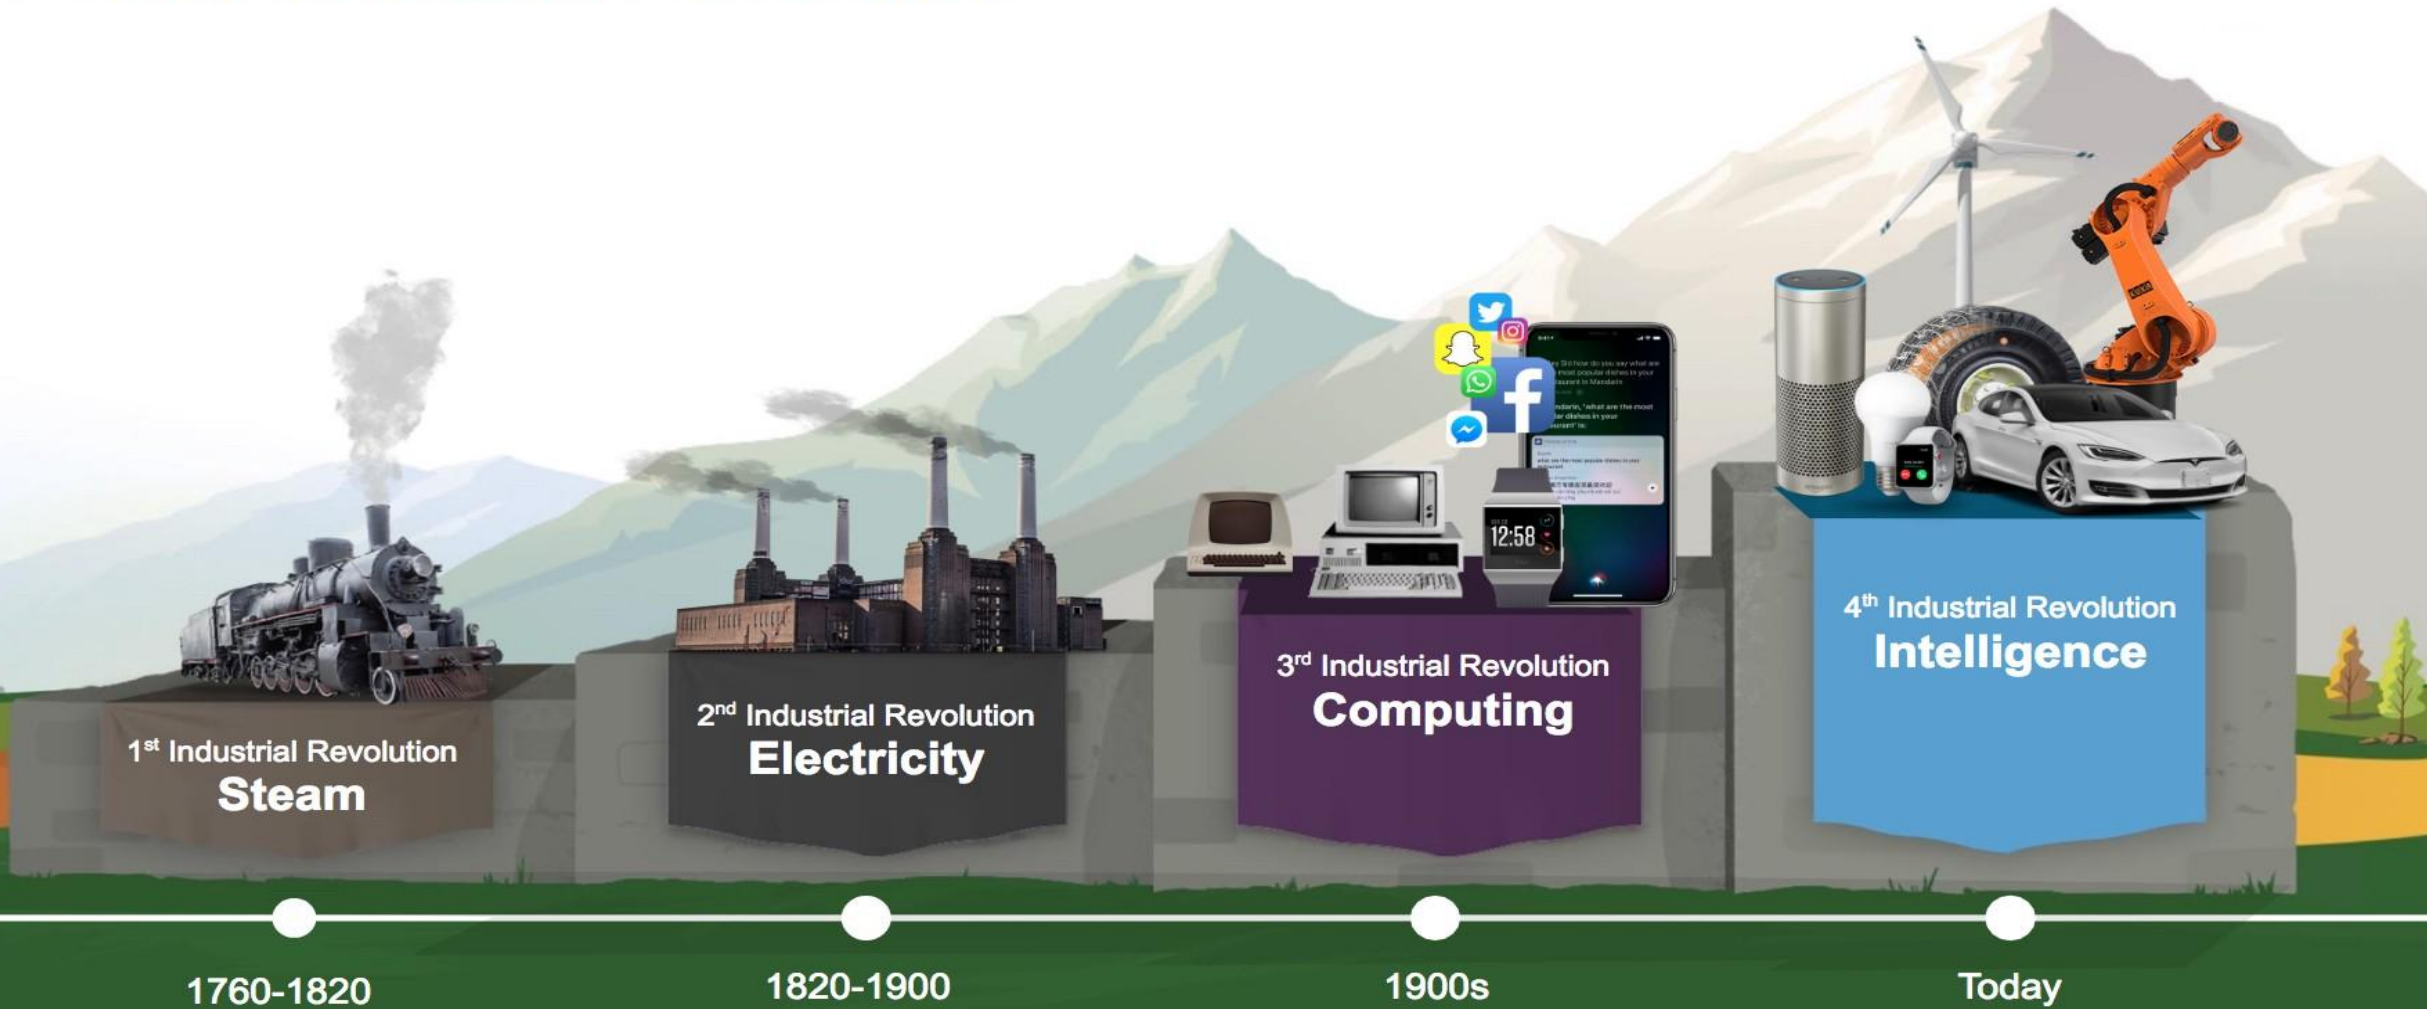 1st Industrial Revolution
Steam
2nd Industrial Revolution
Electricity
3rd Industrial Revolution
Computing
4th Industrial Revolution
Intelligence
12:58
1760-1820
1820-1900
1900s
Today